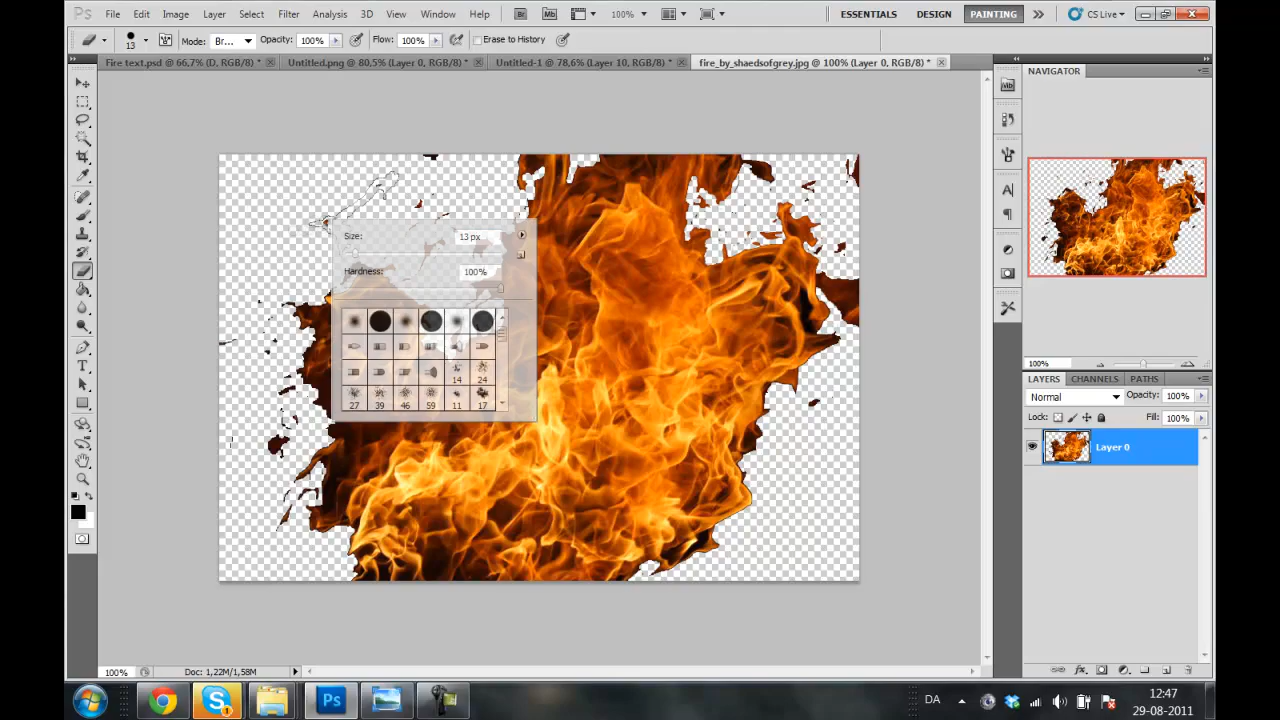 Ps File Edit Image Layer Select Filter Analysis 3D View Window Help Br Mb 100% ESSENTIALS DESIGN PAINTING CS Live
13 Mode: Br... Opacity: 100% Flow: 100% Erase to History
Fire text.psd @ 66,7% (D, RGB/8) * Untitled.png @ 80,5% (Layer 0, RGB/8) * Untitled-1 @ 78,6% (Layer 10, RGB/8) * fire_by_shaedsofgrey.jpg @ 100% (Layer 0, RGB/8) *
NAVIGATOR
Size: 13 px
Hardness: 100%
14 24
27 39 46 59 11 17
100%
LAYERS CHANNELS PATHS
Normal Opacity: 100%
Lock: Fill: 100%
Layer 0
100% Doc: 1,22M/1,58M
DA 12:47
29-08-2011